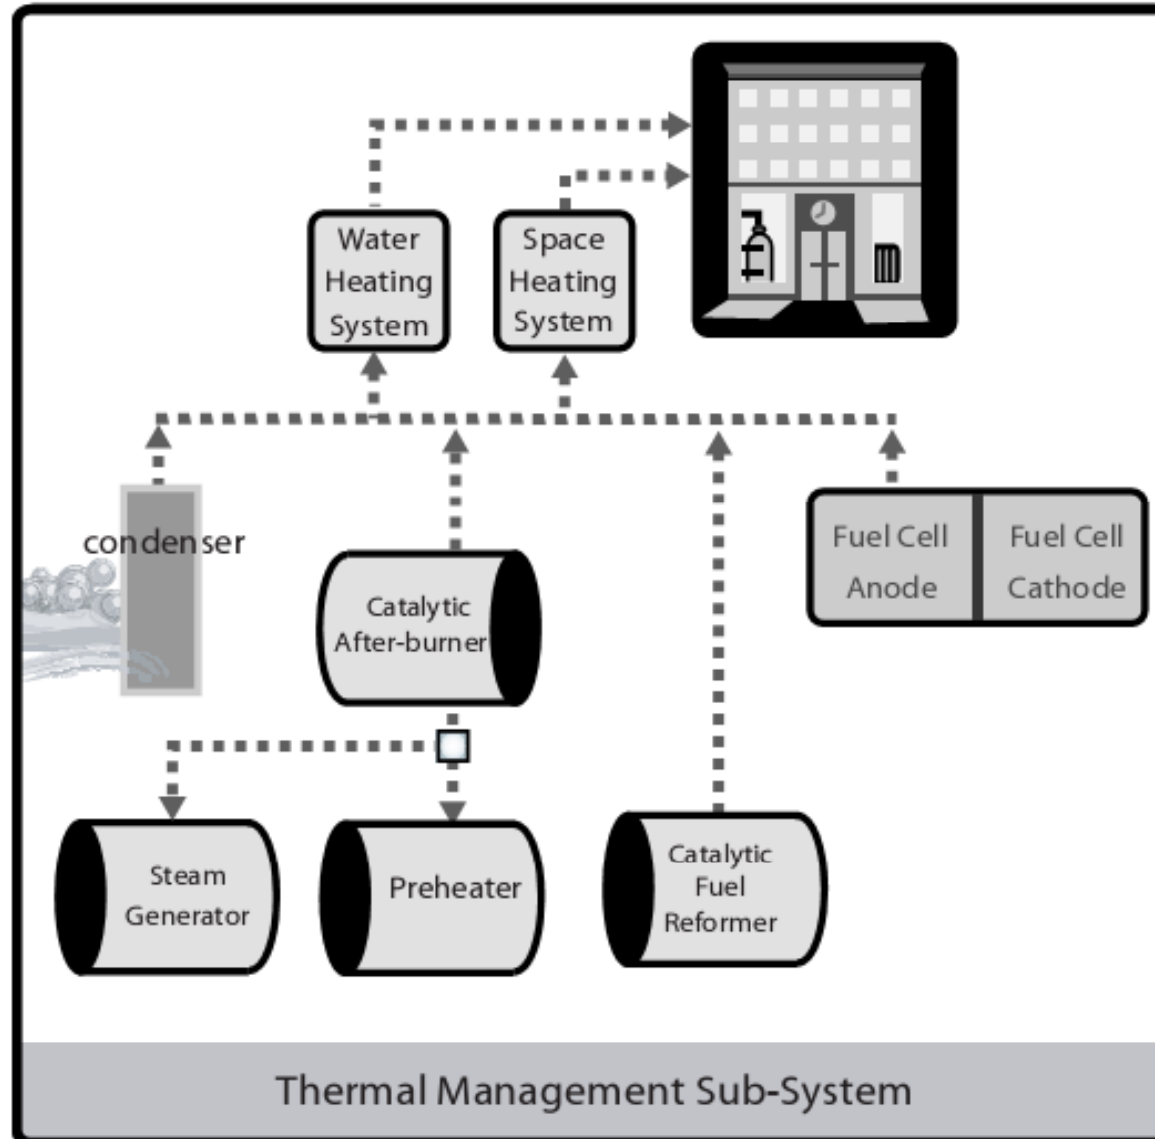 Water
Heating
System
Space
Heating
System
condenser
Catalytic
After-burner
Fuel Cell
Anode
Fuel Cell
Cathode
Steam
Generator
Preheater
Catalytic
Fuel
Reformer
Thermal Management Sub-System